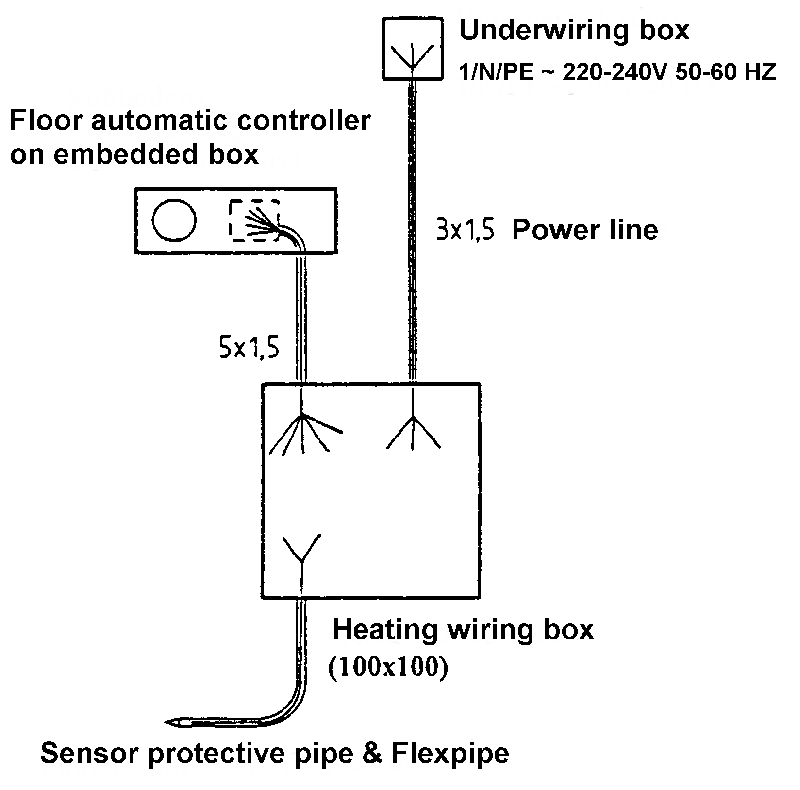 Underwiring box
1/N/PE ~ 220-240V 50-60 HZ
Floor automatic controller
on embedded box
3x1,5 Power line
5x1,5
Heating wiring box
(100x100)
Sensor protective pipe & Flexpipe